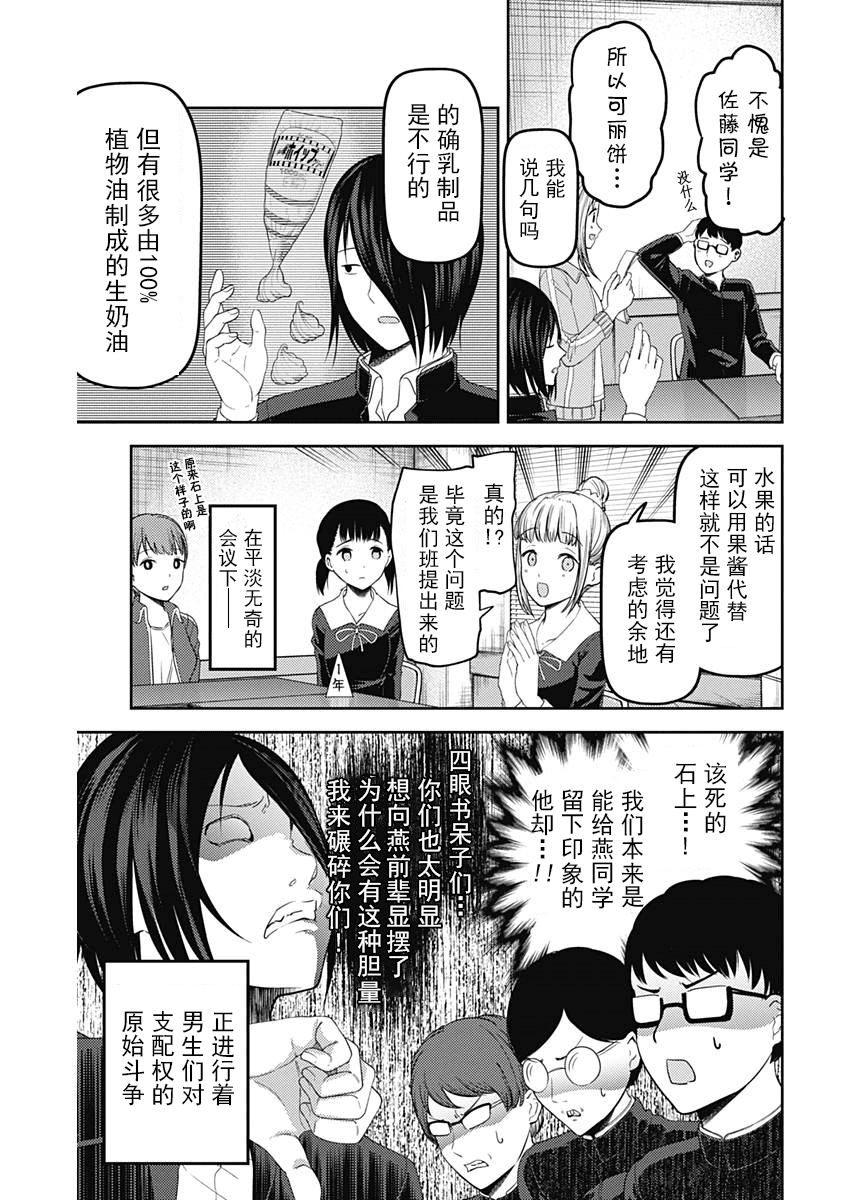 不愧是
佐藤同学！
没什么
所以可丽饼…
我能
说几句吗
的确乳制品
是不行的
ホイップ
1000ml
但有很多由100%
植物油制成的生奶油
水果的话
可以用果酱代替
这样就不是问题了
我觉得还有
考虑的余地
真的！？
毕竟这个问题
是我们班提出来的
1年
在平淡无奇的
会议下——
原来石上是
这个样子的啊
该死的
石上…！
我们本来是
能给燕同学
留下印象的
他却…！！
四眼书呆子们…
你们也太明显
想向燕前辈显摆了
为什么会有这种胆量
我来碾碎你们！
正进行着
男生们对
支配权的
原始斗争